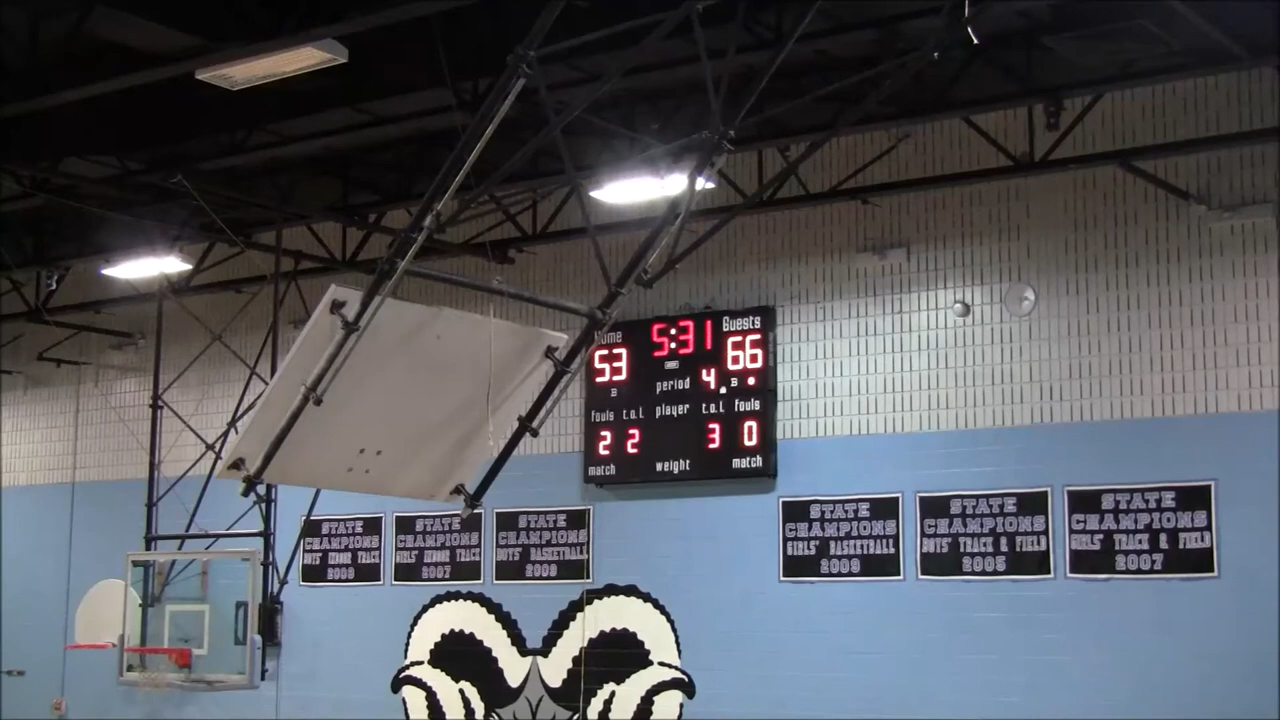 Home 5:31 Guests
53 66
period 4
B B
fouls t.o.l. player t.o.l. fouls
2 2 3 0
match weight match
STATE
CHAMPIONS
BOYS' INDOOR TRACK
STATE
CHAMPIONS
GIRLS' INDOOR TRACK
2007
STATE
CHAMPIONS
BOYS' BASKETBALL
2009
STATE
CHAMPIONS
GIRLS' BASKETBALL
2009
STATE
CHAMPIONS
BOYS' TRACK & FIELD
2005
STATE
CHAMPIONS
GIRLS' TRACK & FIELD
2007